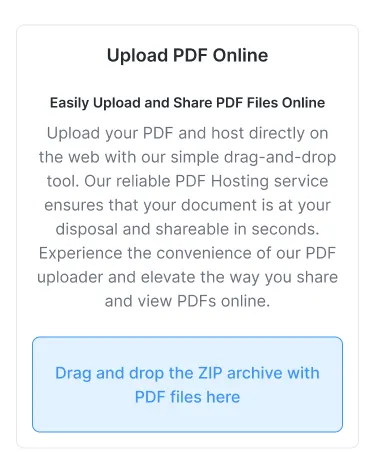 Upload PDF Online
Easily Upload and Share PDF Files Online
Upload your PDF and host directly on
the web with our simple drag-and-drop
tool. Our reliable PDF Hosting service
ensures that your document is at your
disposal and shareable in seconds.
Experience the convenience of our PDF
uploader and elevate the way you share
and view PDFs online.
Drag and drop the ZIP archive with
PDF files here